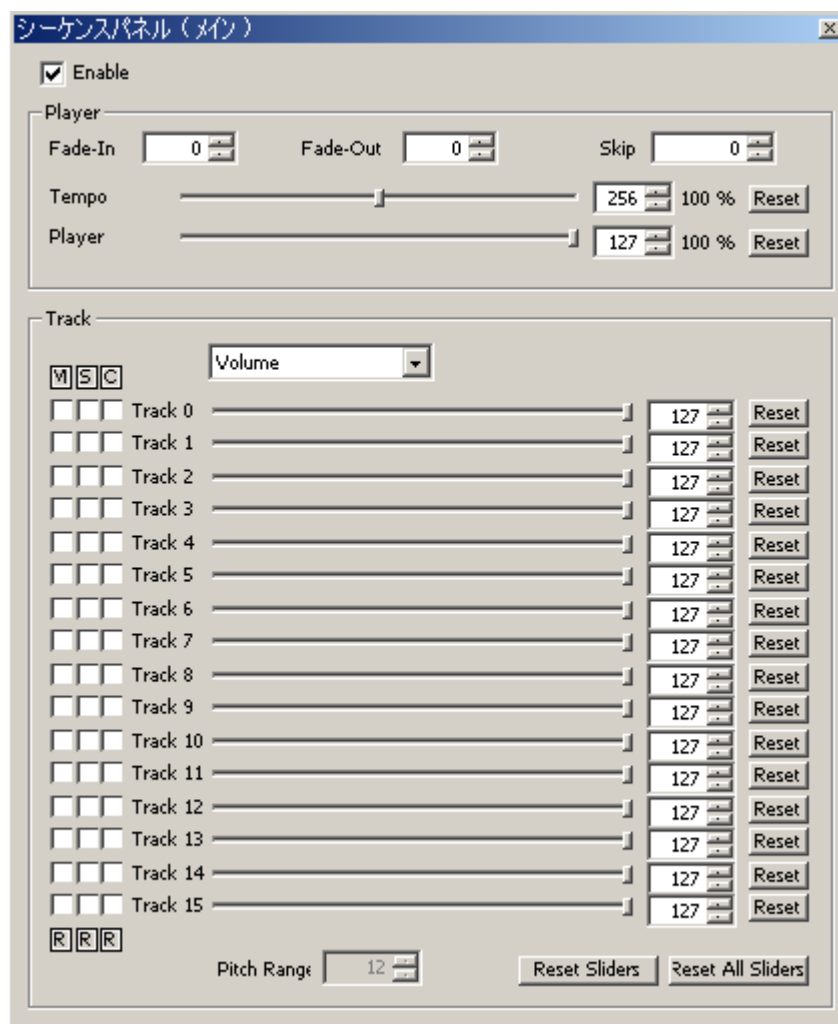 シーケンスパネル（メイン）
Enable
Player
Fade-In 0 Fade-Out 0 Skip 0
Tempo 256 100 % Reset
Player 127 100 % Reset
Track
Volume
M S C
Track 0 127 Reset
Track 1 127 Reset
Track 2 127 Reset
Track 3 127 Reset
Track 4 127 Reset
Track 5 127 Reset
Track 6 127 Reset
Track 7 127 Reset
Track 8 127 Reset
Track 9 127 Reset
Track 10 127 Reset
Track 11 127 Reset
Track 12 127 Reset
Track 13 127 Reset
Track 14 127 Reset
Track 15 127 Reset
R R R
Pitch Range 12 Reset Sliders Reset All Sliders